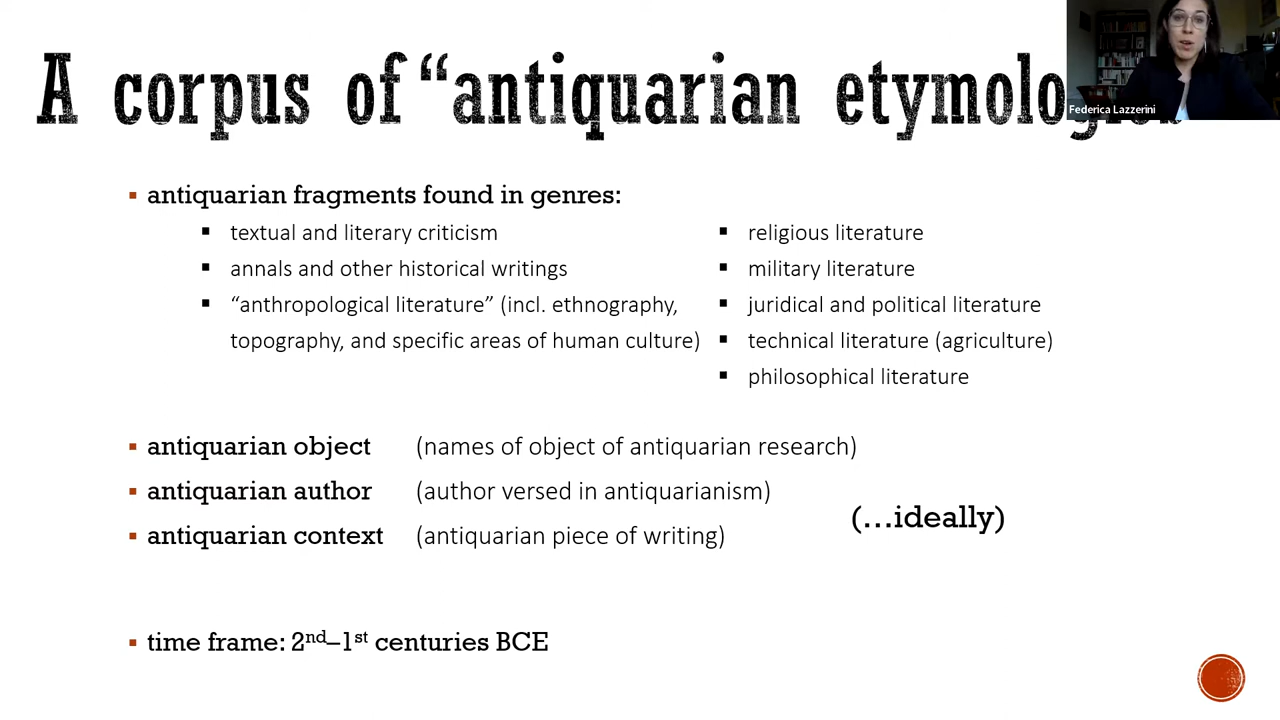 A corpus of “antiquarian
Federica Lazzerini
▪ antiquarian fragments found in genres:
▪ textual and literary criticism
▪ annals and other historical writings
▪ “anthropological literature” (incl. ethnography,
topography, and specific areas of human culture)
▪ religious literature
▪ military literature
▪ juridical and political literature
▪ technical literature (agriculture)
▪ philosophical literature
▪ antiquarian object (names of object of antiquarian research)
▪ antiquarian author (author versed in antiquarianism)
(…ideally)
▪ antiquarian context (antiquarian piece of writing)
▪ time frame: 2nd–1st centuries BCE